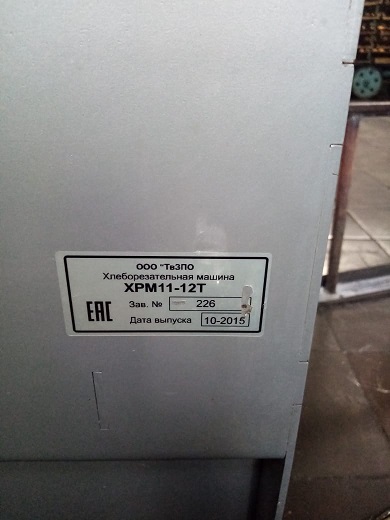 ООО "ТвЗПО
Хлеборезательная машина
ХРМ11-12Т
Зав. № 226
EAC
Дата выпуска 10-2015